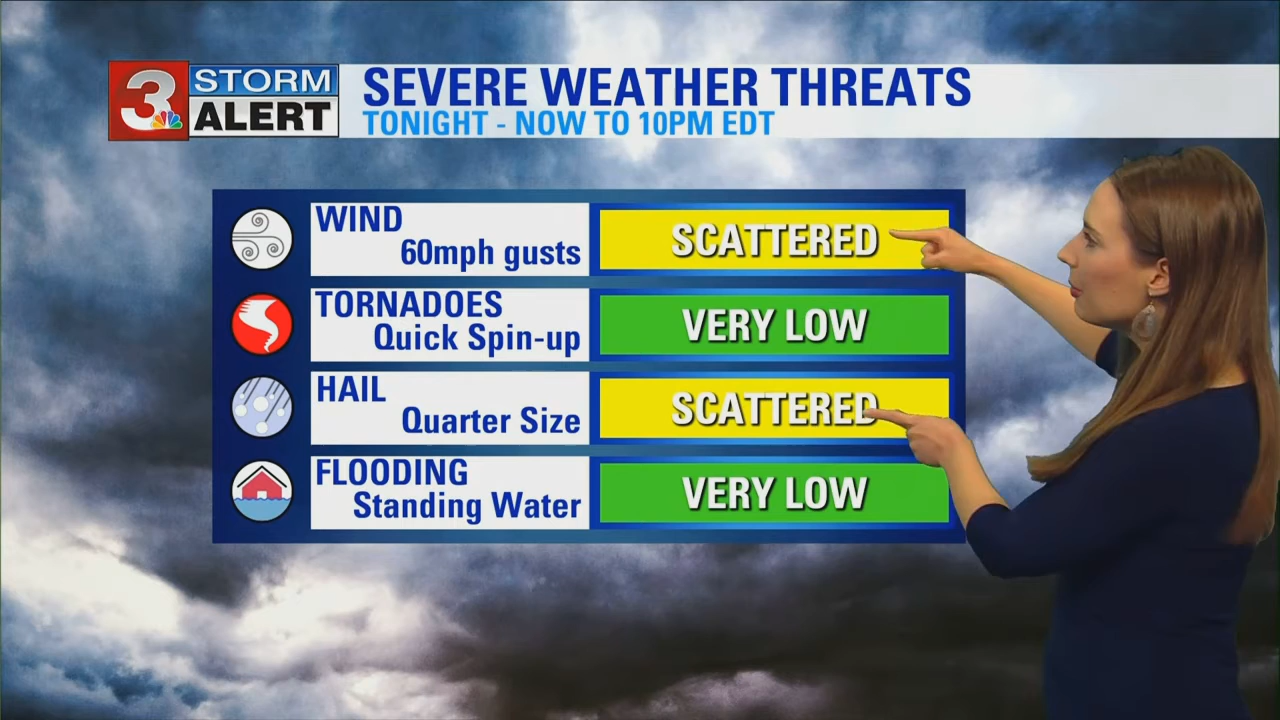 3 STORM
ALERT
SEVERE WEATHER THREATS
TONIGHT - NOW TO 10PM EDT
WIND
60mph gusts
SCATTERED
TORNADOES
Quick Spin-up
VERY LOW
HAIL
Quarter Size
SCATTERED
FLOODING
Standing Water
VERY LOW